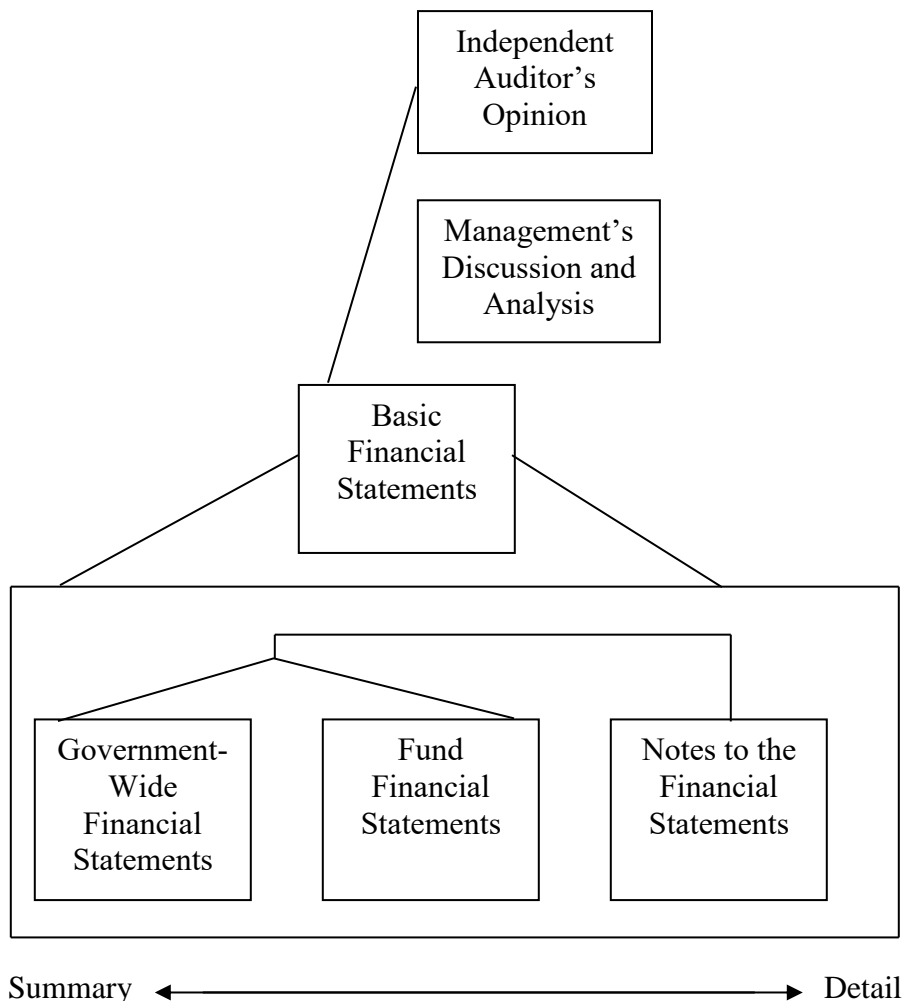 Independent
Auditor’s
Opinion
Management’s
Discussion and
Analysis
Basic
Financial
Statements
Government-
Wide
Financial
Statements
Fund
Financial
Statements
Notes to the
Financial
Statements
Summary
Detail